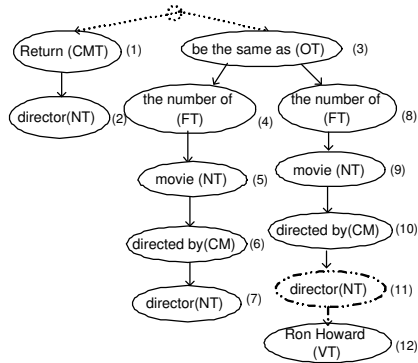 Return (CMT) (1)
be the same as (OT) (3)
director(NT) (2)
the number of
(FT) (4)
the number of
(FT) (8)
movie (NT) (5)
movie (NT) (9)
directed by(CM) (6)
directed by(CM) (10)
director(NT) (7)
director(NT) (11)
Ron Howard
(VT) (12)